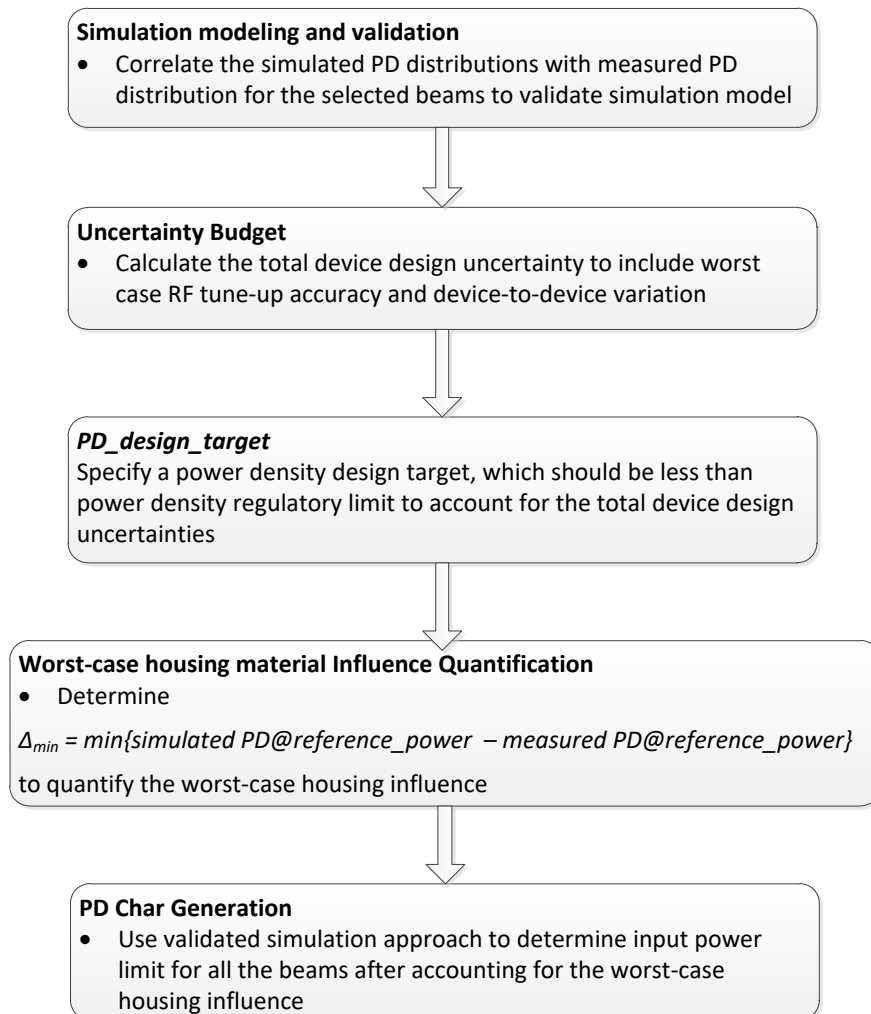 Simulation modeling and validation
• Correlate the simulated PD distributions with measured PD
distribution for the selected beams to validate simulation model
Uncertainty Budget
• Calculate the total device design uncertainty to include worst
case RF tune-up accuracy and device-to-device variation
PD_design_target
Specify a power density design target, which should be less than
power density regulatory limit to account for the total device design
uncertainties
Worst-case housing material Influence Quantification
• Determine
Δmin = min{simulated PD@reference_power – measured PD@reference_power}
to quantify the worst-case housing influence
PD Char Generation
• Use validated simulation approach to determine input power
limit for all the beams after accounting for the worst-case
housing influence